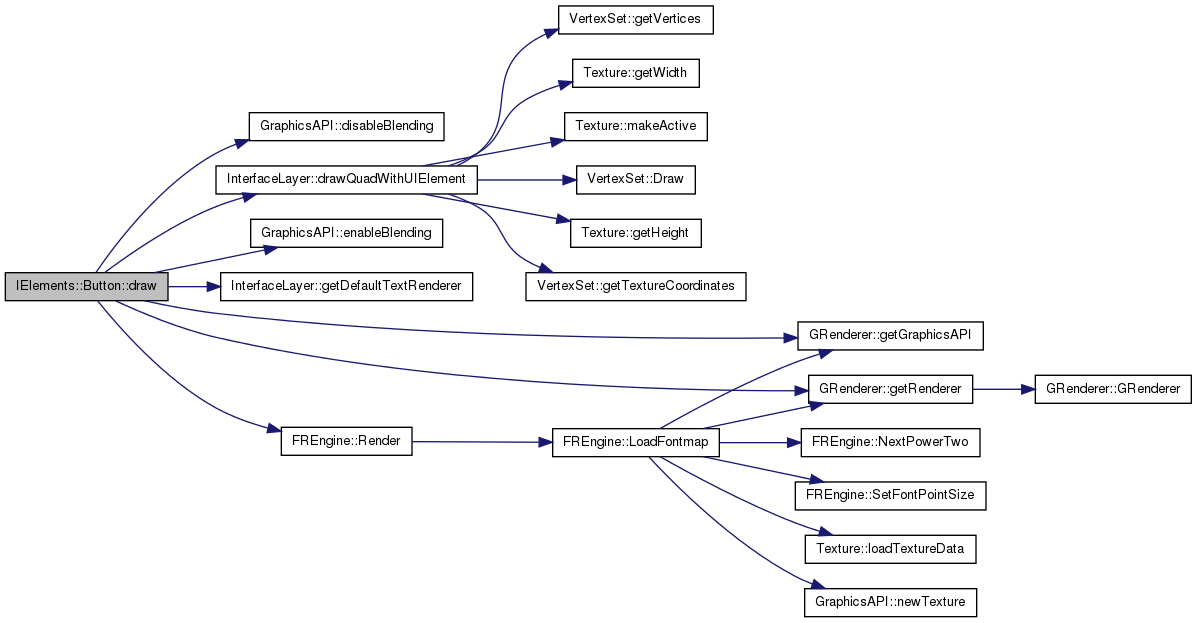 VertexSet::getVertices
Texture::getWidth
GraphicsAPI::disableBlending
Texture::makeActive
InterfaceLayer::drawQuadWithUIElement
VertexSet::Draw
GraphicsAPI::enableBlending
Texture::getHeight
IElements::Button::draw
InterfaceLayer::getDefaultTextRenderer
VertexSet::getTextureCoordinates
GRenderer::getGraphicsAPI
GRenderer::getRenderer
GRenderer::GRenderer
FREngine::Render
FREngine::LoadFontmap
FREngine::NextPowerTwo
FREngine::SetFontPointSize
Texture::loadTextureData
GraphicsAPI::newTexture